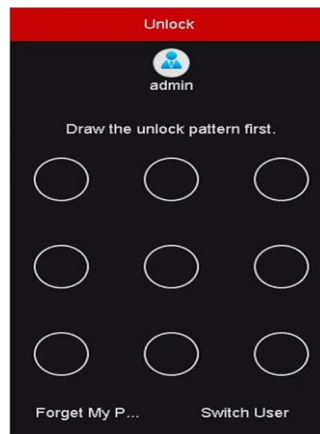 Unlock
admin
Draw the unlock pattern first.
Forget My P...
Switch User